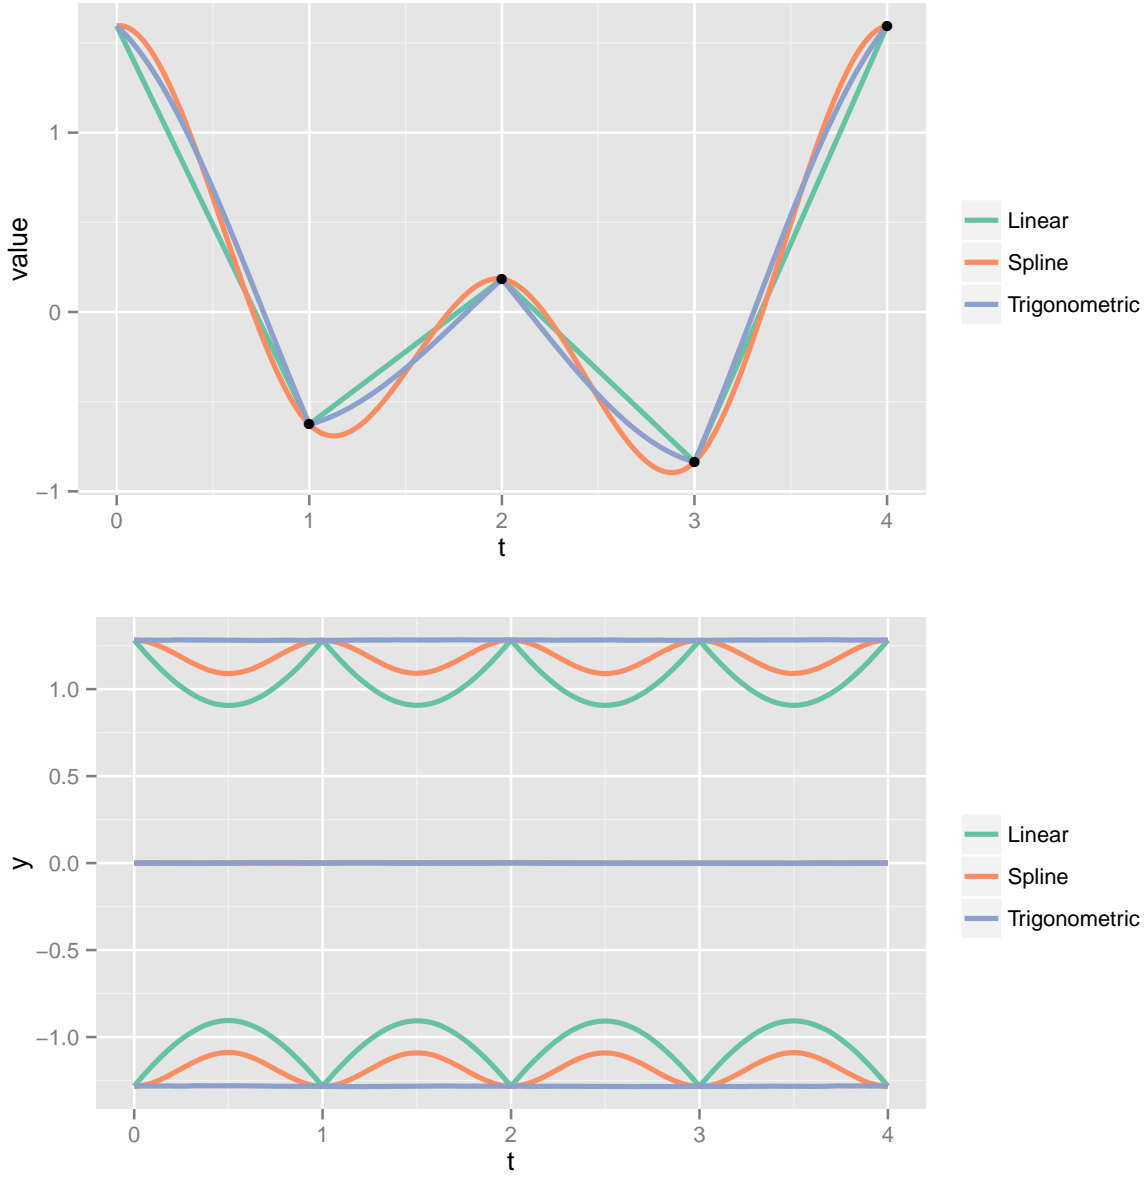 1
0
−1
value
0 1 2 3 4
t
Linear
Spline
Trigonometric
1.0
0.5
0.0
−0.5
−1.0
y
0 1 2 3 4
t
Linear
Spline
Trigonometric